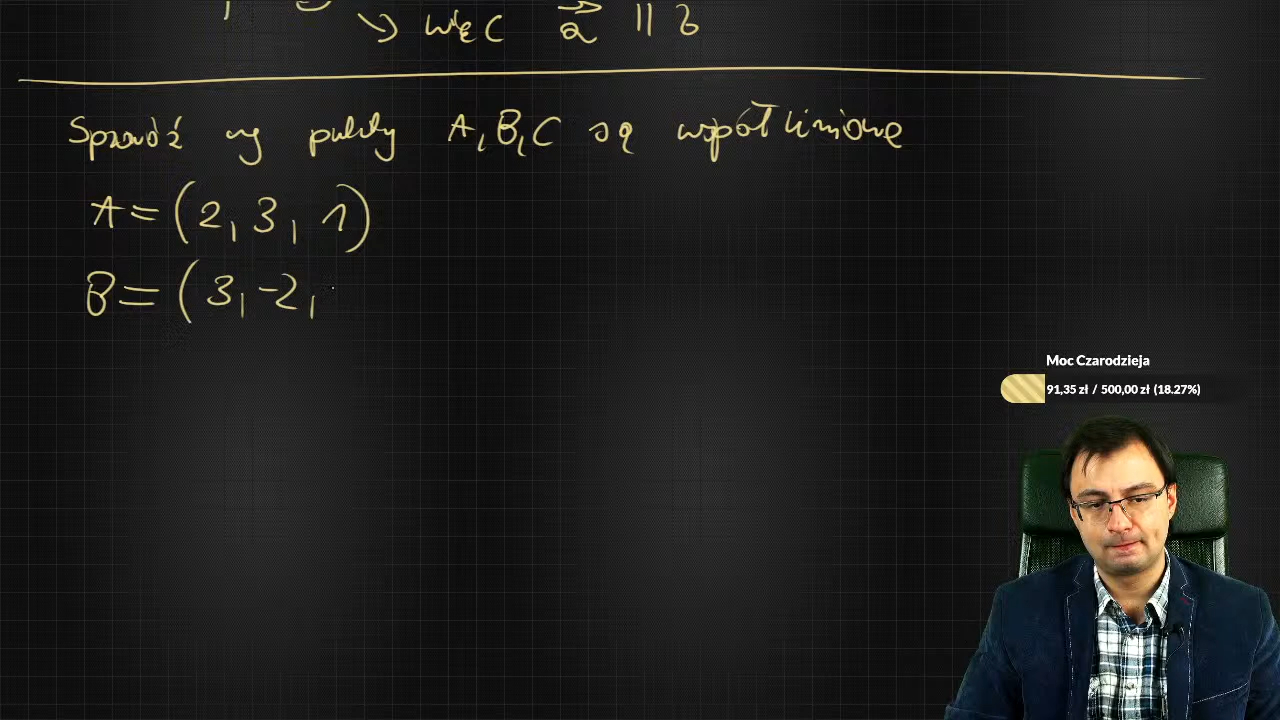 ↳ więc a⃗ || b
Sprawdź czy punkty A, B, C są współliniowe
A = (2, 3, 1)
B = (3, -2,
Moc Czarodzieja
91,35 zł / 500,00 zł (18.27%)